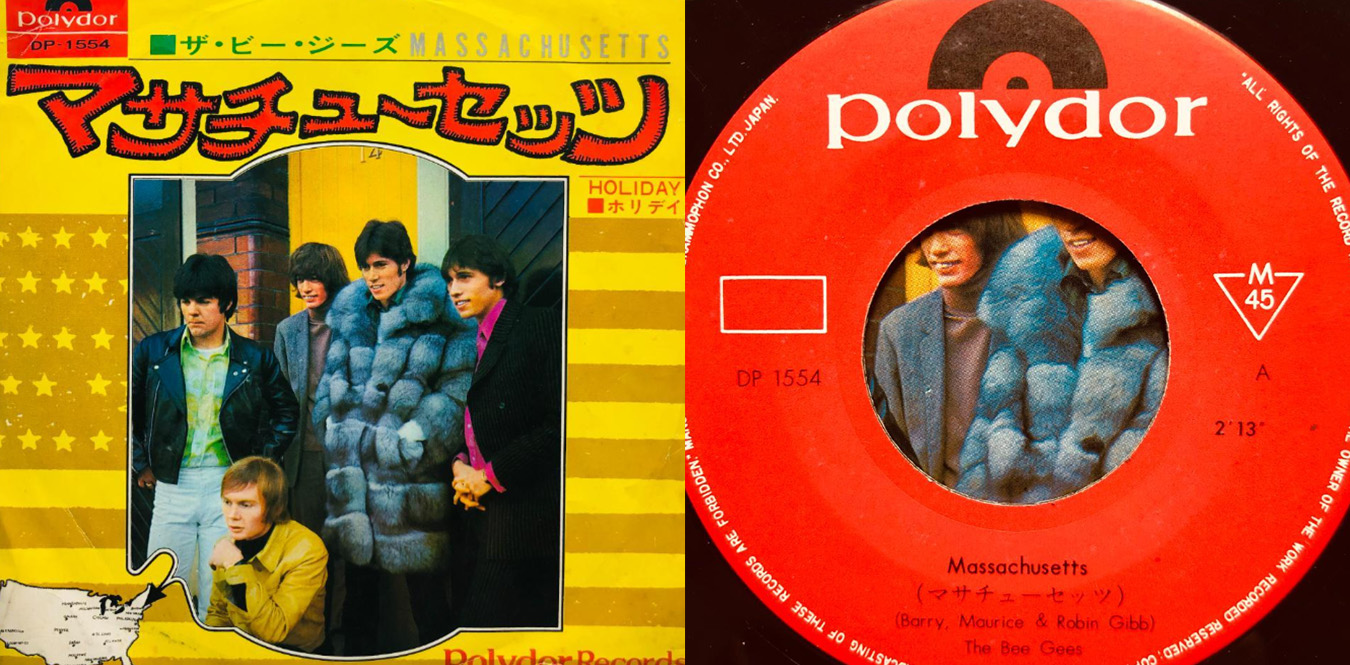 polydor
DP-1554
■ザ・ビー・ジーズ MASSACHUSETTS
マサチューセッツ
14
HOLIDAY
■ホリデイ
Polydor Records
polydor
CO., LTD. JAPAN.
"ALL RIGHTS OF THE RECORD
OWNER OF THE WORK RECORDED RESERVED:
OF THESE RECORDS ARE FORBIDDEN."
M
45
DP 1554
A
2'13"
Massachusetts
(マサチューセッツ)
(Barry, Maurice & Robin Gibb)
The Bee Gees